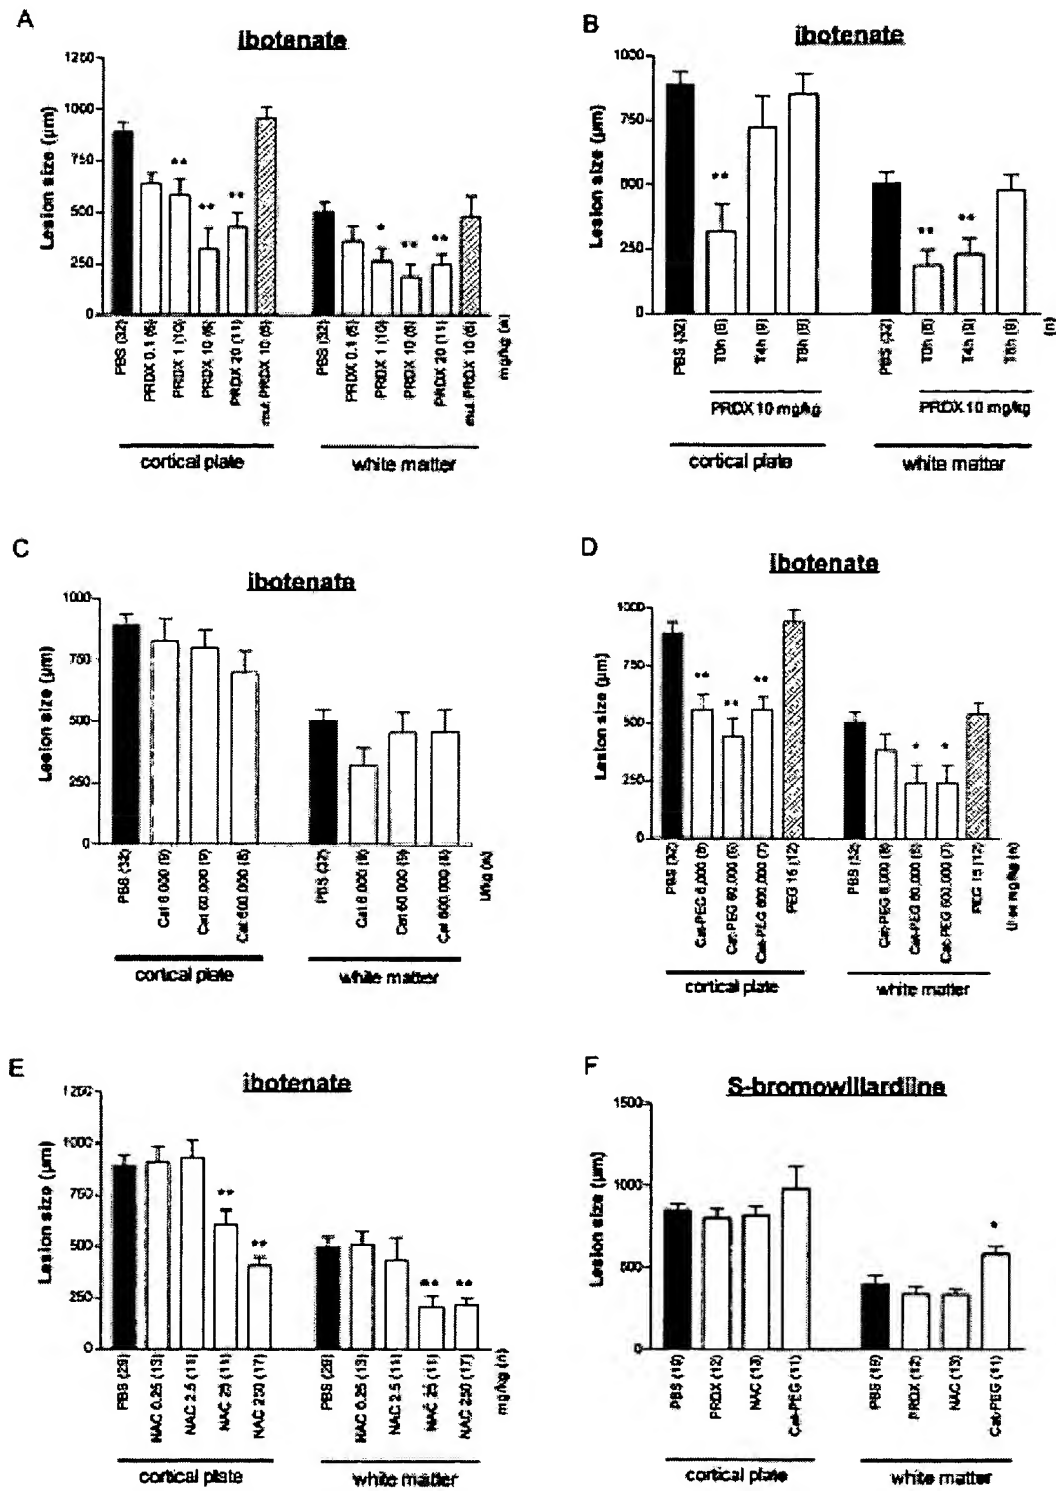 A
ibotenate
Lesion size (µm)
1250
1000
750
500
250
0
**
**
**
*
**
**
PBS (32)
PRDX 0.1 (6)
PRDX 1 (10)
PRDX 10 (6)
PRDX 20 (11)
mut. PRDX 10 (6)
PBS (32)
PRDX 0.1 (6)
PRDX 1 (10)
PRDX 10 (6)
PRDX 20 (11)
mut. PRDX 10 (6)
mg/kg (n)
cortical plate
white matter
B
ibotenate
Lesion size (µm)
1000
750
500
250
0
**
**
**
PBS (32)
T0h (6)
T4h (9)
T8h
PBS (32)
T0h (6)
T4h (9)
T8h
(n)
PRDX 10 mg/kg
PRDX 10 mg/kg
cortical plate
white matter
C
ibotenate
Lesion size (µm)
1000
750
500
250
0
PBS (32)
Cat 6,000 (9)
Cat 60,000 (9)
Cat 600,000 (8)
PBS (32)
Cat 6,000
Cat 60,000 (9)
Cat 600,000 (8)
U/kg (n)
cortical plate
white matter
D
ibotenate
Lesion size (µm)
1000
750
500
250
0
**
**
**
*
*
PBS (32)
Cat-PEG 6,000 (8)
Cat-PEG 60,000 (6)
Cat-PEG 600,000 (7)
PEG 15 (12)
PBS (32)
Cat-PEG 6,000 (8)
Cat-PEG 60,000 (6)
Cat-PEG 600,000 (7)
PEG 15 (12)
U or mg/kg (n)
cortical plate
white matter
E
ibotenate
Lesion size (µm)
1250
1000
750
500
250
0
**
**
**
**
PBS (29)
NAC 0.25 (13)
NAC 2.5 (11)
NAC 25 (11)
NAC 250 (17)
PBS (29)
NAC 0.25 (13)
NAC 2.5 (11)
NAC 25 (11)
NAC 250 (17)
mg/kg (n)
cortical plate
white matter
F
S-bromowillardiine
Lesion size (µm)
1500
1000
500
0
*
PBS (19)
PRDX (12)
NAC (13)
Cat-PEG (11)
PBS (19)
PRDX (12)
NAC (13)
Cat-PEG (11)
cortical plate
white matter